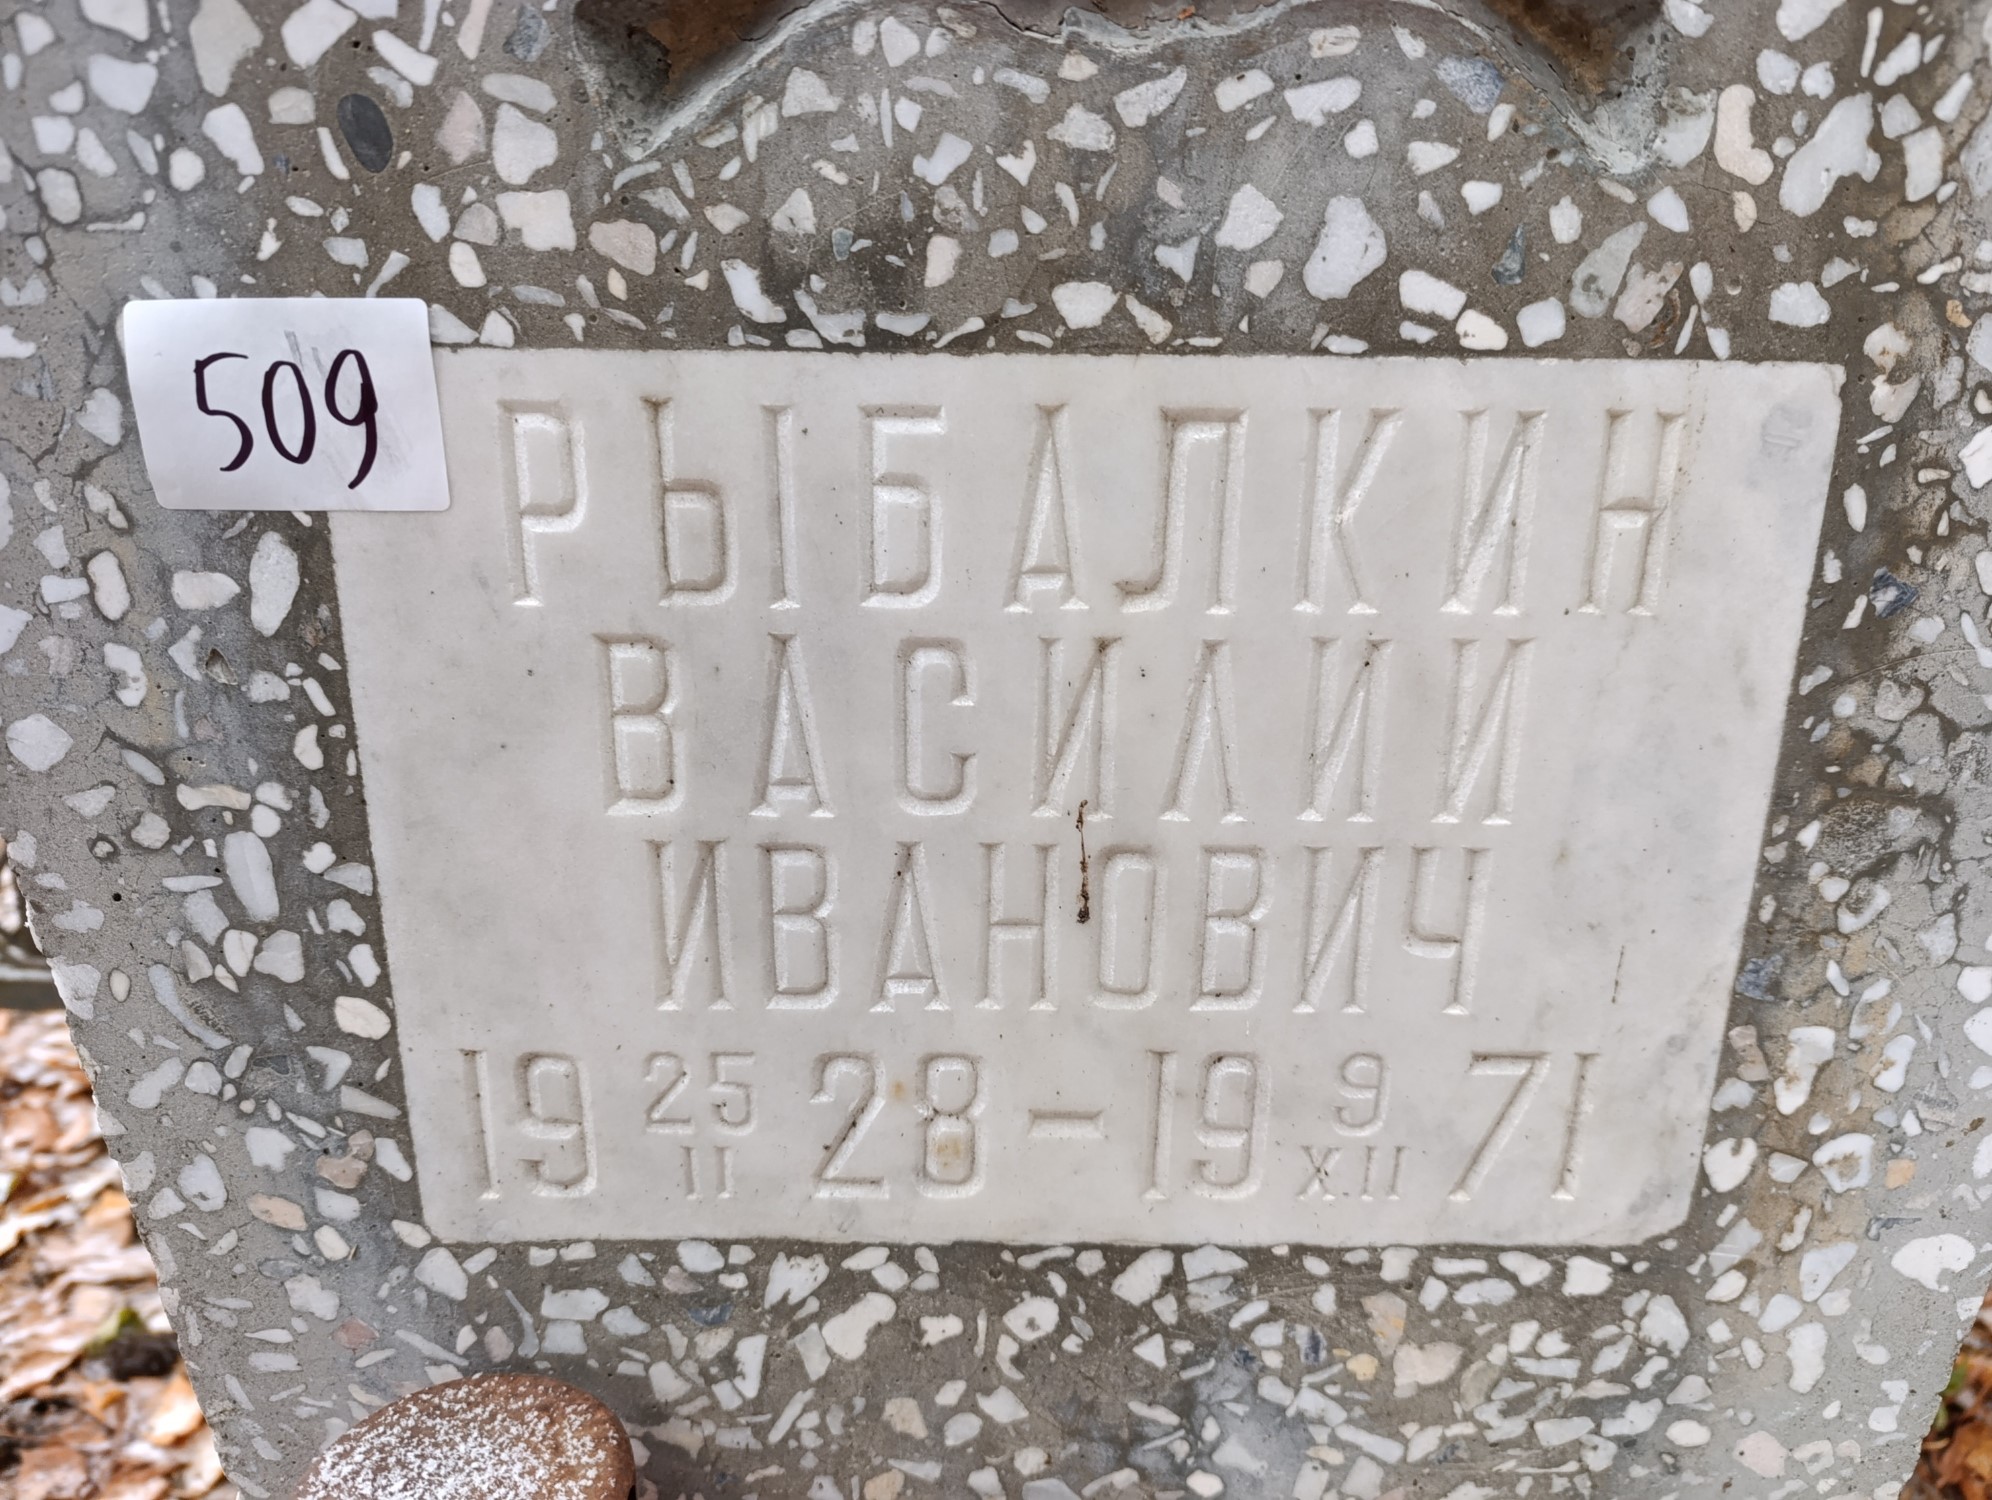 509
РЫБАЛКИН
ВАСИЛИИ
ИВАНОВИЧ
19 25/II 28 - 19 9/XII 71